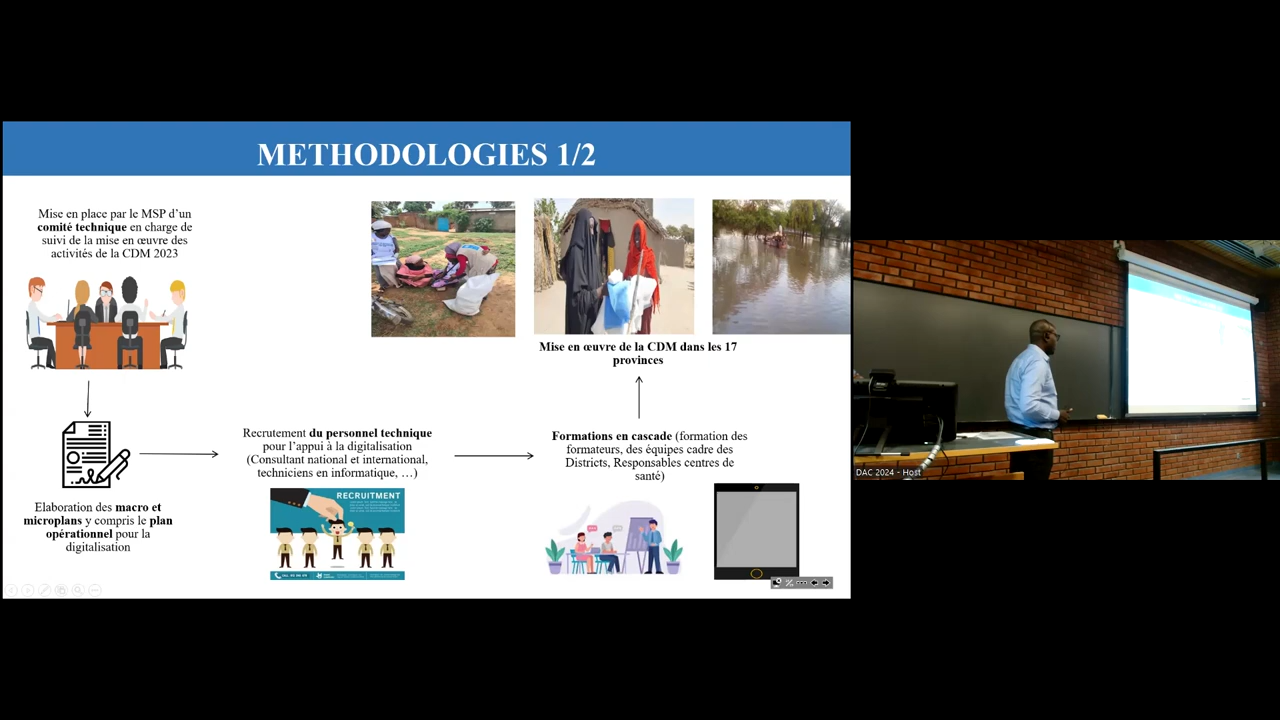 METHODOLOGIES 1/2
Mise en place par le MSP d'un
comité technique en charge de
suivi de la mise en œuvre des
activités de la CDM 2023
Elaboration des macro et
microplans y compris le plan
opérationnel pour la
digitalisation
Recrutement du personnel technique
pour l'appui à la digitalisation
(Consultant national et international,
techniciens en informatique, …)
RECRUITMENT
Formations en cascade (formation des
formateurs, des équipes cadre des
Districts, Responsables centres de
santé)
Mise en œuvre de la CDM dans les 17
provinces
DAC 2024 - Host